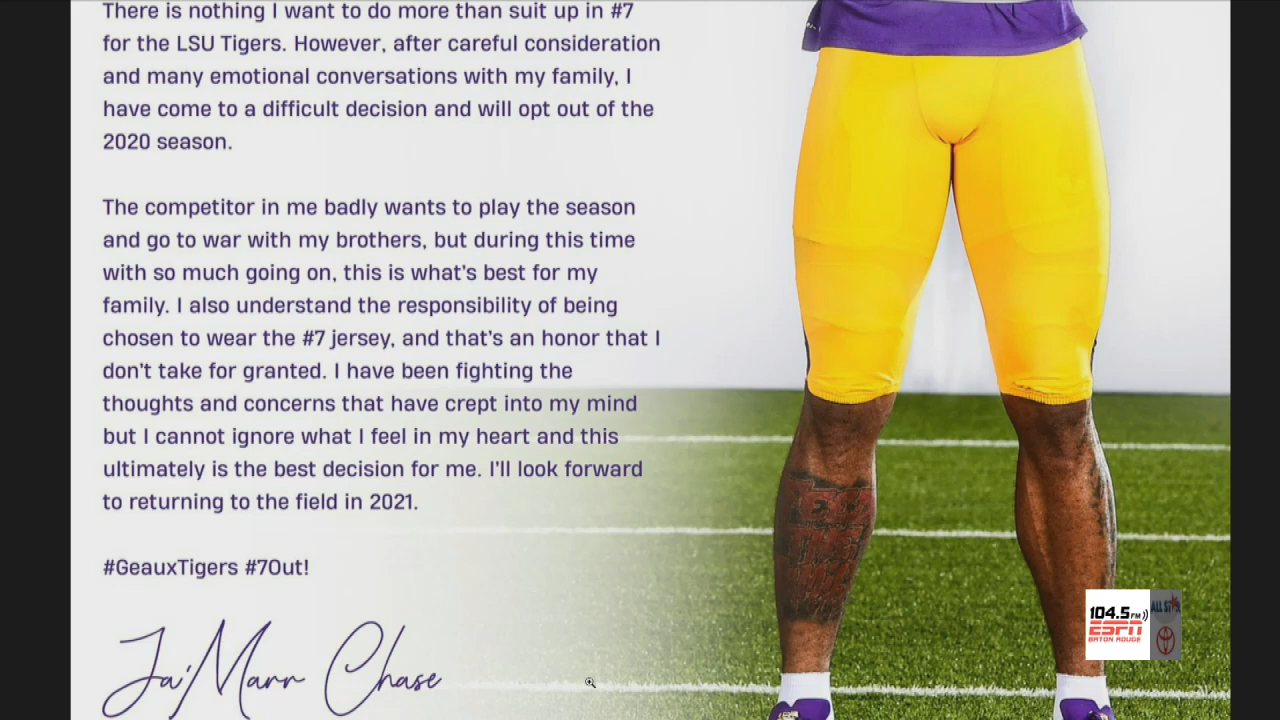 There is nothing I want to do more than suit up in #7
for the LSU Tigers. However, after careful consideration
and many emotional conversations with my family, I
have come to a difficult decision and will opt out of the
2020 season.
The competitor in me badly wants to play the season
and go to war with my brothers, but during this time
with so much going on, this is what's best for my
family. I also understand the responsibility of being
chosen to wear the #7 jersey, and that's an honor that I
don't take for granted. I have been fighting the
thoughts and concerns that have crept into my mind
but I cannot ignore what I feel in my heart and this
ultimately is the best decision for me. I'll look forward
to returning to the field in 2021.
#GeauxTigers #7Out!
Ja'Marr Chase
104.5 FM
ESPN
BATON ROUGE
ALL STAR